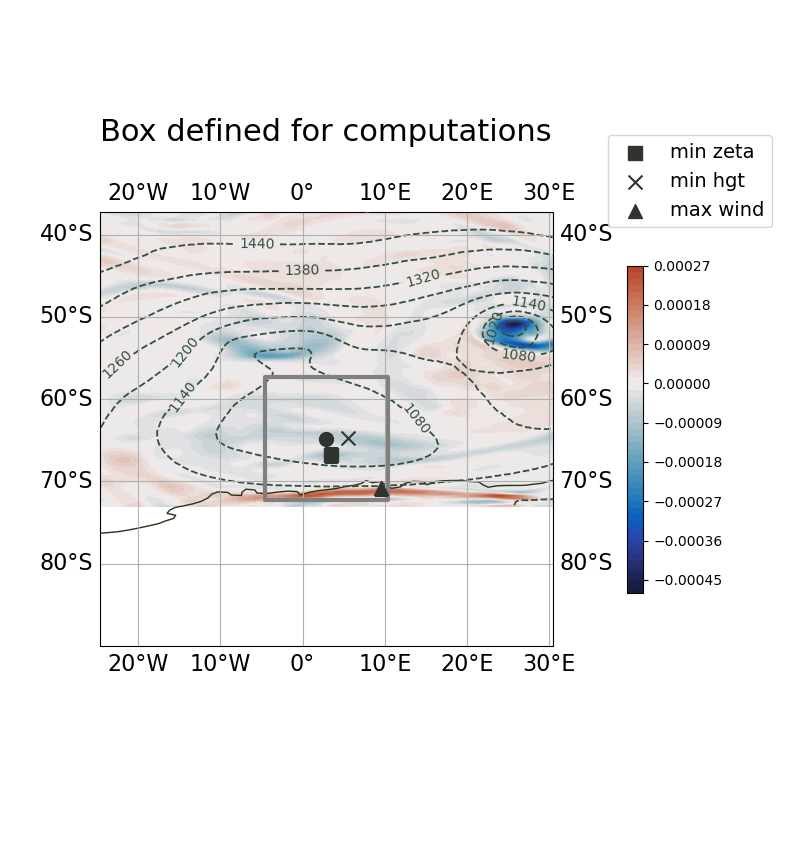 Box defined for computations
min zeta
min hgt
max wind
20°W 10°W 0° 10°E 20°E 30°E
40°S 40°S
50°S 50°S
60°S 60°S
70°S 70°S
80°S 80°S
20°W 10°W 0° 10°E 20°E 30°E
1440
1380
1320
1260
1200
1140
1080
1140
1020
1080
0.00027
0.00018
0.00009
0.00000
−0.00009
−0.00018
−0.00027
−0.00036
−0.00045